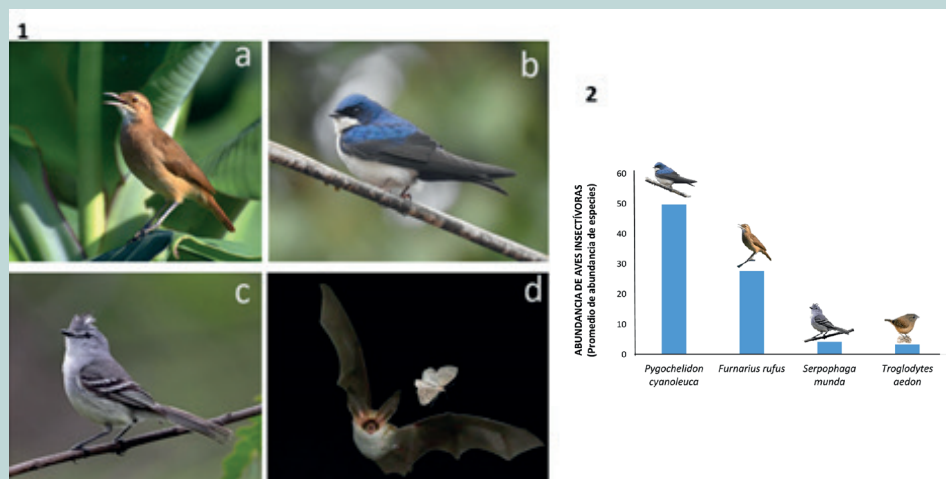 1
a
b
c
d
2
ABUNDANCIA DE AVES INSECTÍVORAS
(Promedio de abundancia de especies)
60
50
40
30
20
10
0
Pygochelidon
cyanoleuca
Furnarius rufus
Serpophaga
munda
Troglodytes
aedon